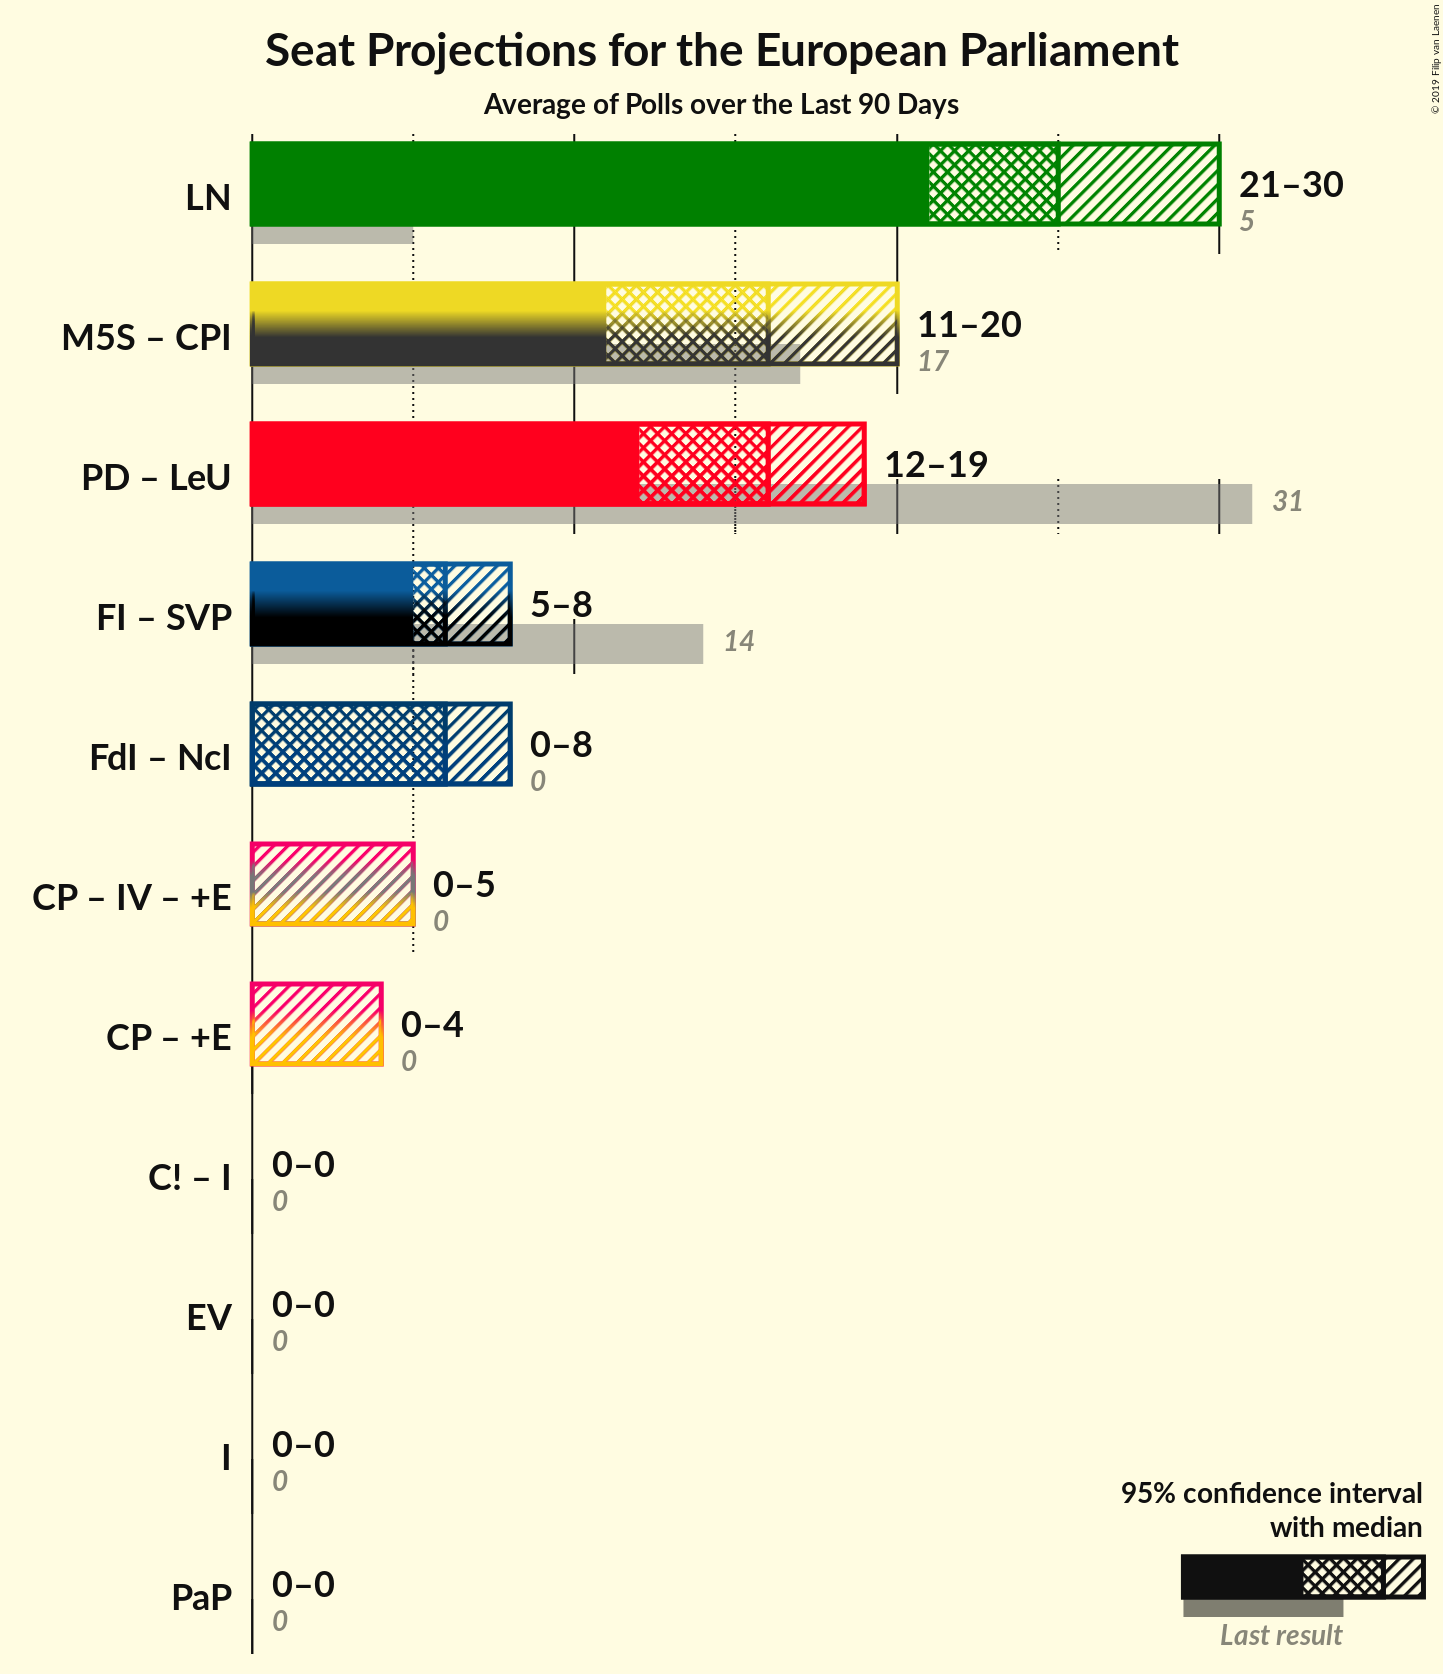 Seat Projections for the European Parliament
Average of Polls over the Last 90 Days
© 2019 Filip van Laenen
LN
21–30
5
M5S – CPI
11–20
17
PD – LeU
12–19
31
FI – SVP
5–8
14
FdI – NcI
0–8
0
CP – IV – +E
0–5
0
CP – +E
0–4
0
C! – I
0–0
0
EV
0–0
0
I
0–0
0
PaP
0–0
0
95% confidence interval
with median
Last result